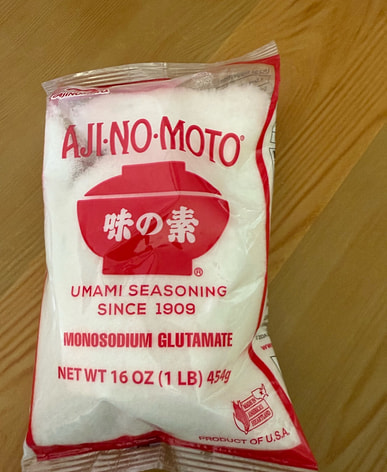 AJINOMOTO
AJI·NO·MOTO®
味の素
®
UMAMI SEASONING
SINCE 1909
MONOSODIUM GLUTAMATE
NET WT 16 OZ (1 LB) 454g
PRODUCT OF U.S.A.